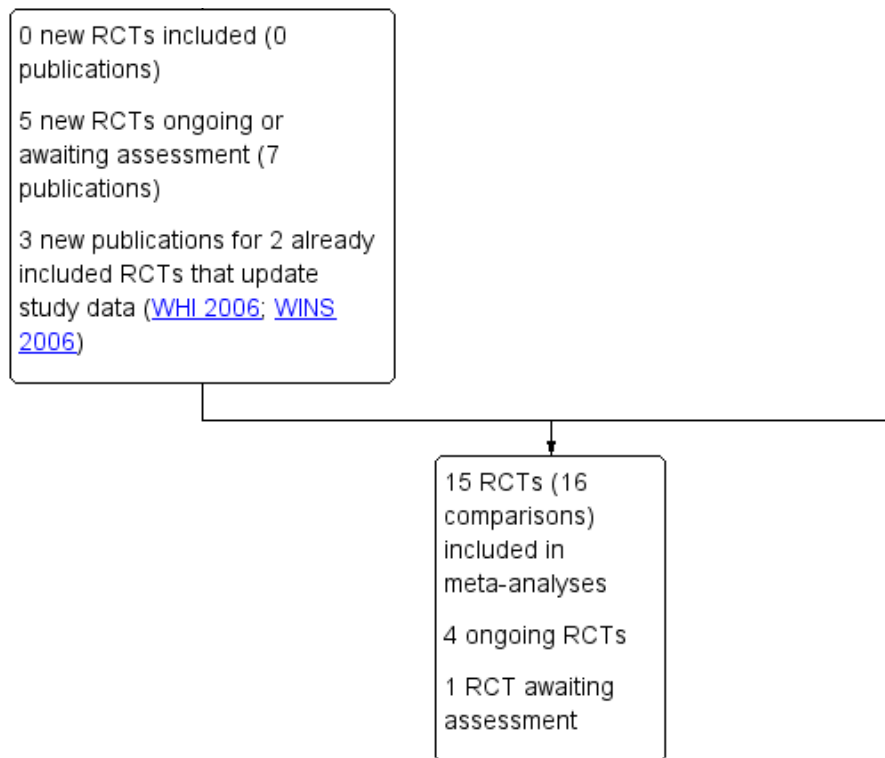 0 new RCTs included (0
publications)
5 new RCTs ongoing or
awaiting assessment (7
publications)
3 new publications for 2 already
included RCTs that update
study data (WHI 2006; WINS
2006)
15 RCTs (16
comparisons)
included in
meta-analyses
4 ongoing RCTs
1 RCT awaiting
assessment